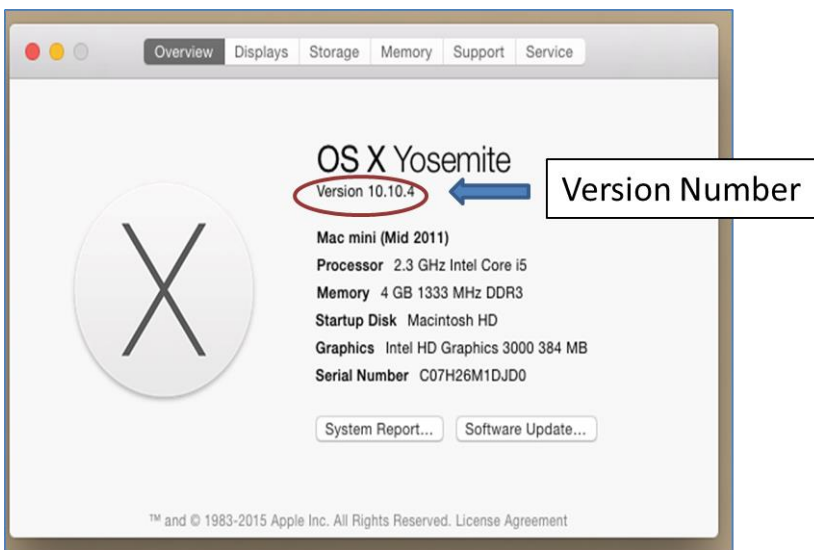 Overview Displays Storage Memory Support Service
OS X Yosemite
Version 10.10.4
Version Number
Mac mini (Mid 2011)
Processor 2.3 GHz Intel Core i5
Memory 4 GB 1333 MHz DDR3
Startup Disk Macintosh HD
Graphics Intel HD Graphics 3000 384 MB
Serial Number C07H26M1DJD0
System Report... Software Update...
™ and © 1983-2015 Apple Inc. All Rights Reserved. License Agreement